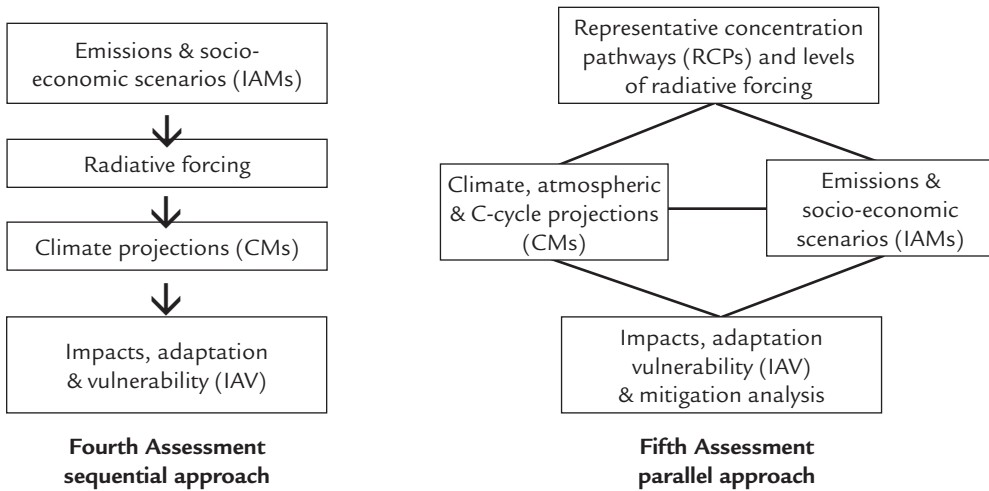 Emissions & socio-
economic scenarios (IAMs)
Radiative forcing
Climate projections (CMs)
Impacts, adaptation
& vulnerability (IAV)
Fourth Assessment
sequential approach
Representative concentration
pathways (RCPs) and levels
of radiative forcing
Climate, atmospheric
& C-cycle projections
(CMs)
Emissions &
socio-economic
scenarios (IAMs)
Impacts, adaptation
vulnerability (IAV)
& mitigation analysis
Fifth Assessment
parallel approach